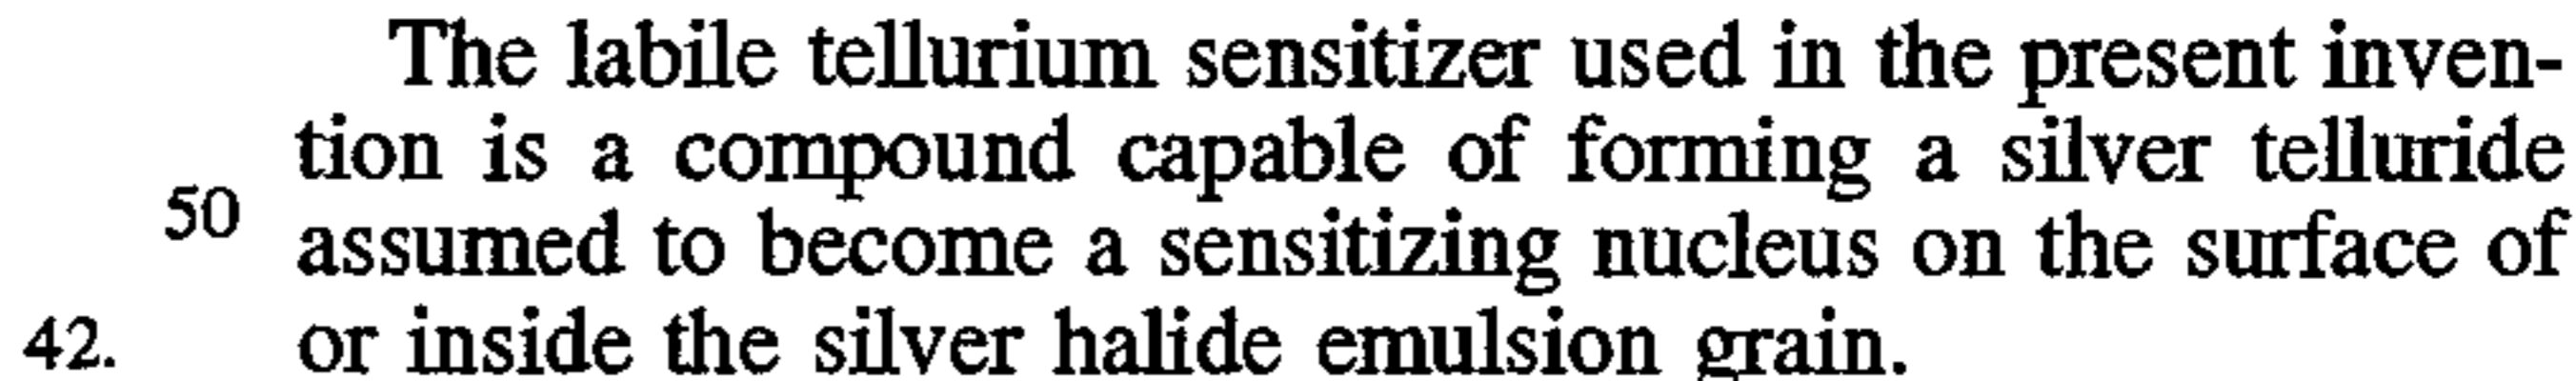 The labile tellurium sensitizer used in the present inven-
tion is a compound capable of forming a silver telluride
50
assumed to become a sensitizing nucleus on the surface of
42. or inside the silver halide emulsion grain.